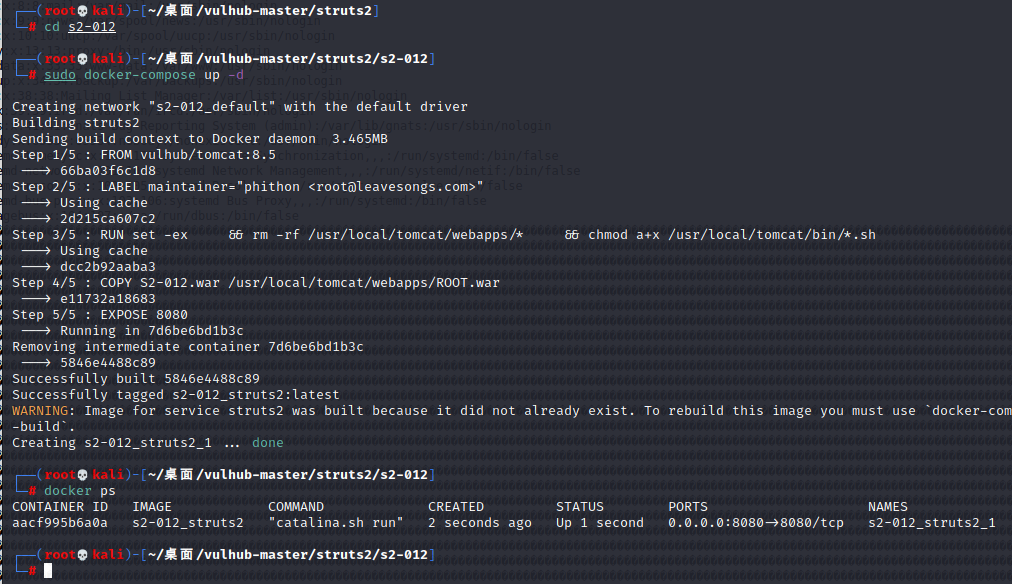 ┌──(root💀kali)-[~/桌面/vulhub-master/struts2]
└─# cd s2-012
┌──(root💀kali)-[~/桌面/vulhub-master/struts2/s2-012]
└─# sudo docker-compose up -d
Creating network "s2-012_default" with the default driver
Building struts2
Sending build context to Docker daemon  3.465MB
Step 1/5 : FROM vulhub/tomcat:8.5
 ---> 66ba03f6c1d8
Step 2/5 : LABEL maintainer="phithon <root@leavesongs.com>"
 ---> Using cache
 ---> 2d215ca607c2
Step 3/5 : RUN set -ex     && rm -rf /usr/local/tomcat/webapps/*     && chmod a+x /usr/local/tomcat/bin/*.sh
 ---> Using cache
 ---> dcc2b92aaba3
Step 4/5 : COPY S2-012.war /usr/local/tomcat/webapps/ROOT.war
 ---> e11732a18683
Step 5/5 : EXPOSE 8080
 ---> Running in 7d6be6bd1b3c
Removing intermediate container 7d6be6bd1b3c
 ---> 5846e4488c89
Successfully built 5846e4488c89
Successfully tagged s2-012_struts2:latest
WARNING: Image for service struts2 was built because it did not already exist. To rebuild this image you must use `docker-com
-build`.
Creating s2-012_struts2_1 ... done
┌──(root💀kali)-[~/桌面/vulhub-master/struts2/s2-012]
└─# docker ps
CONTAINER ID   IMAGE            COMMAND             CREATED         STATUS        PORTS                    NAMES
aacf995b6a0a   s2-012_struts2   "catalina.sh run"   2 seconds ago   Up 1 second   0.0.0.0:8080->8080/tcp   s2-012_struts2_1
┌──(root💀kali)-[~/桌面/vulhub-master/struts2/s2-012]
└─#